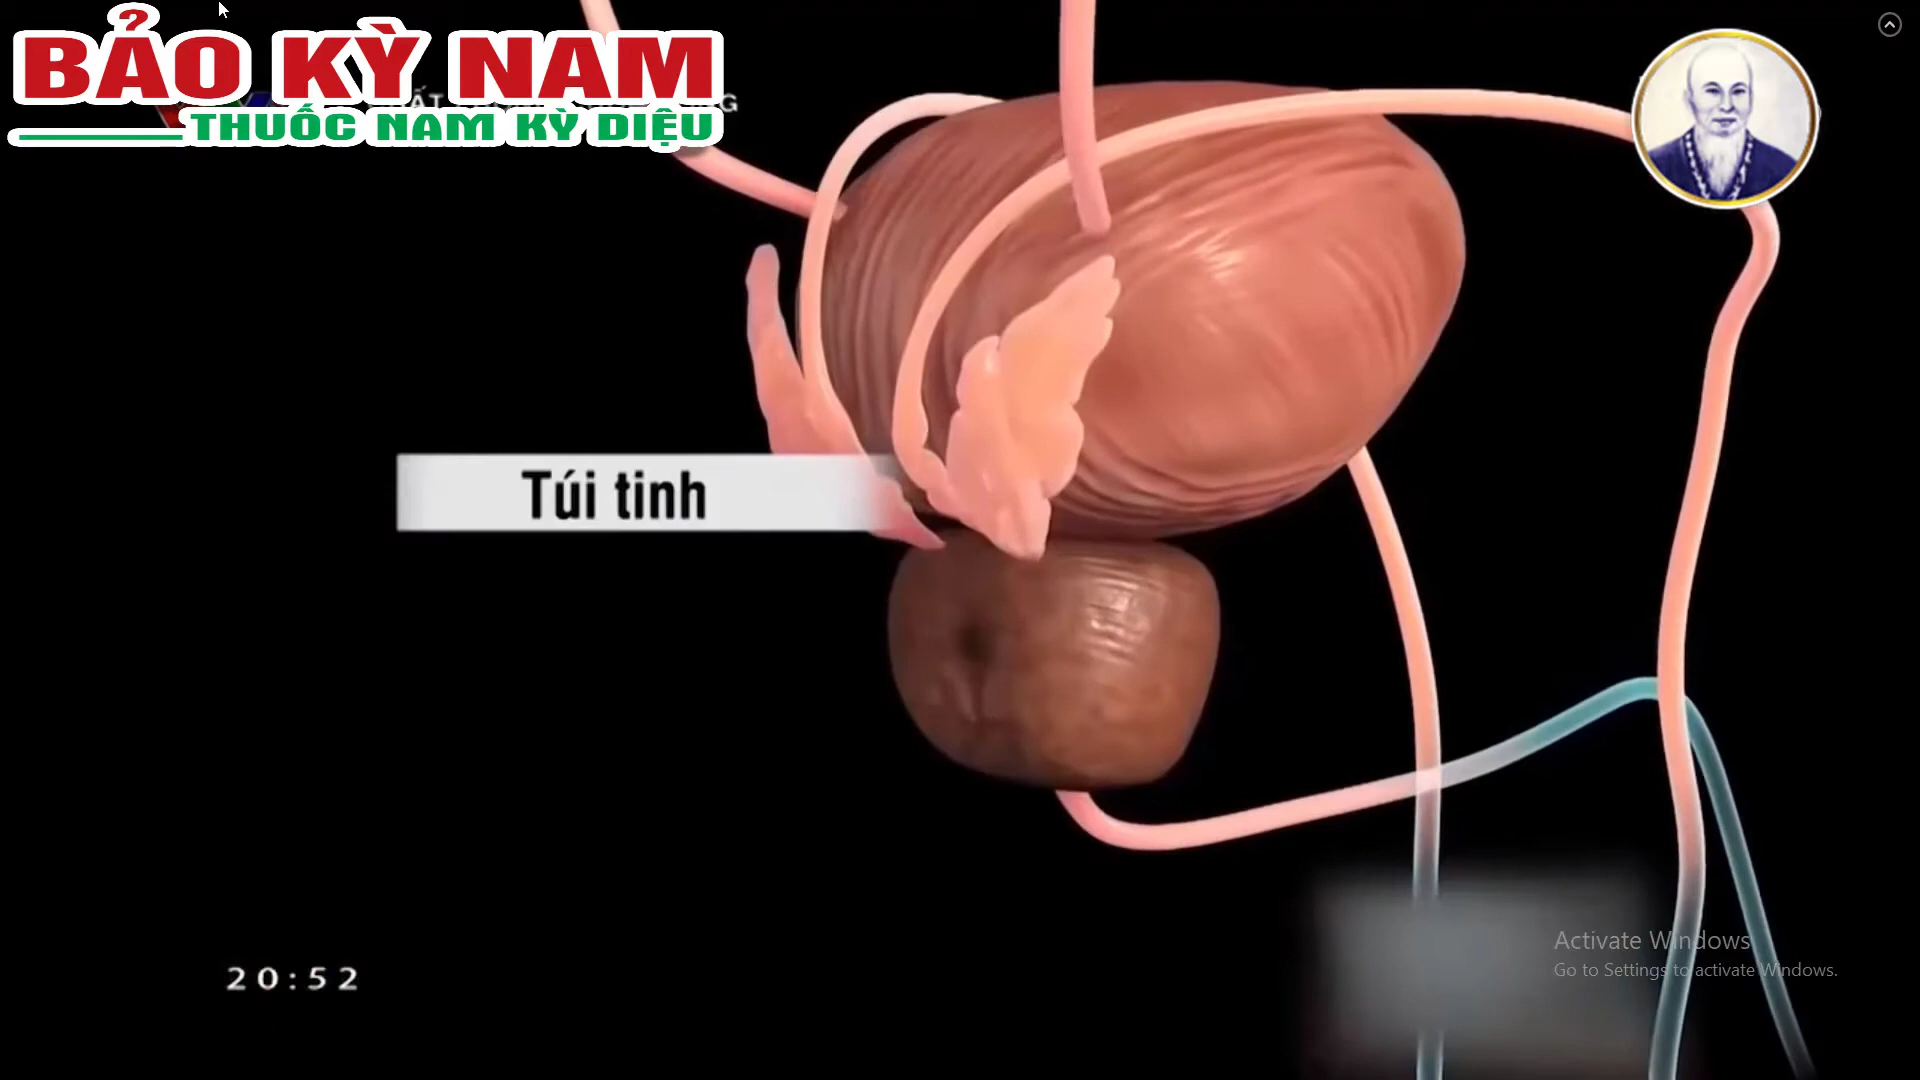 BẢO KỲ NAM
THUỐC NAM KỲ DIỆU
Túi tinh
20:52
Activate Windows
Go to Settings to activate Windows.